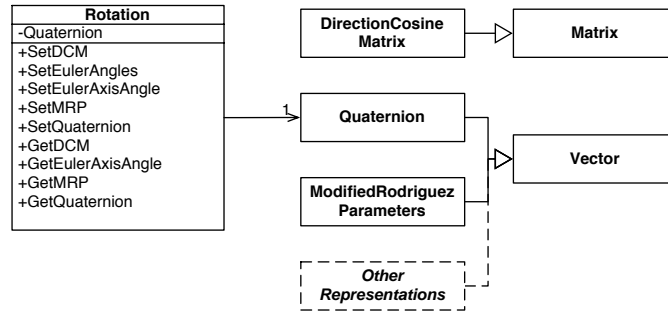 Rotation
-Quaternion
+SetDCM
+SetEulerAngles
+SetEulerAxisAngle
+SetMRP
+SetQuaternion
+GetDCM
+GetEulerAxisAngle
+GetMRP
+GetQuaternion
1
DirectionCosine
Matrix
Matrix
Quaternion
Vector
ModifiedRodriguez
Parameters
Other
Representations